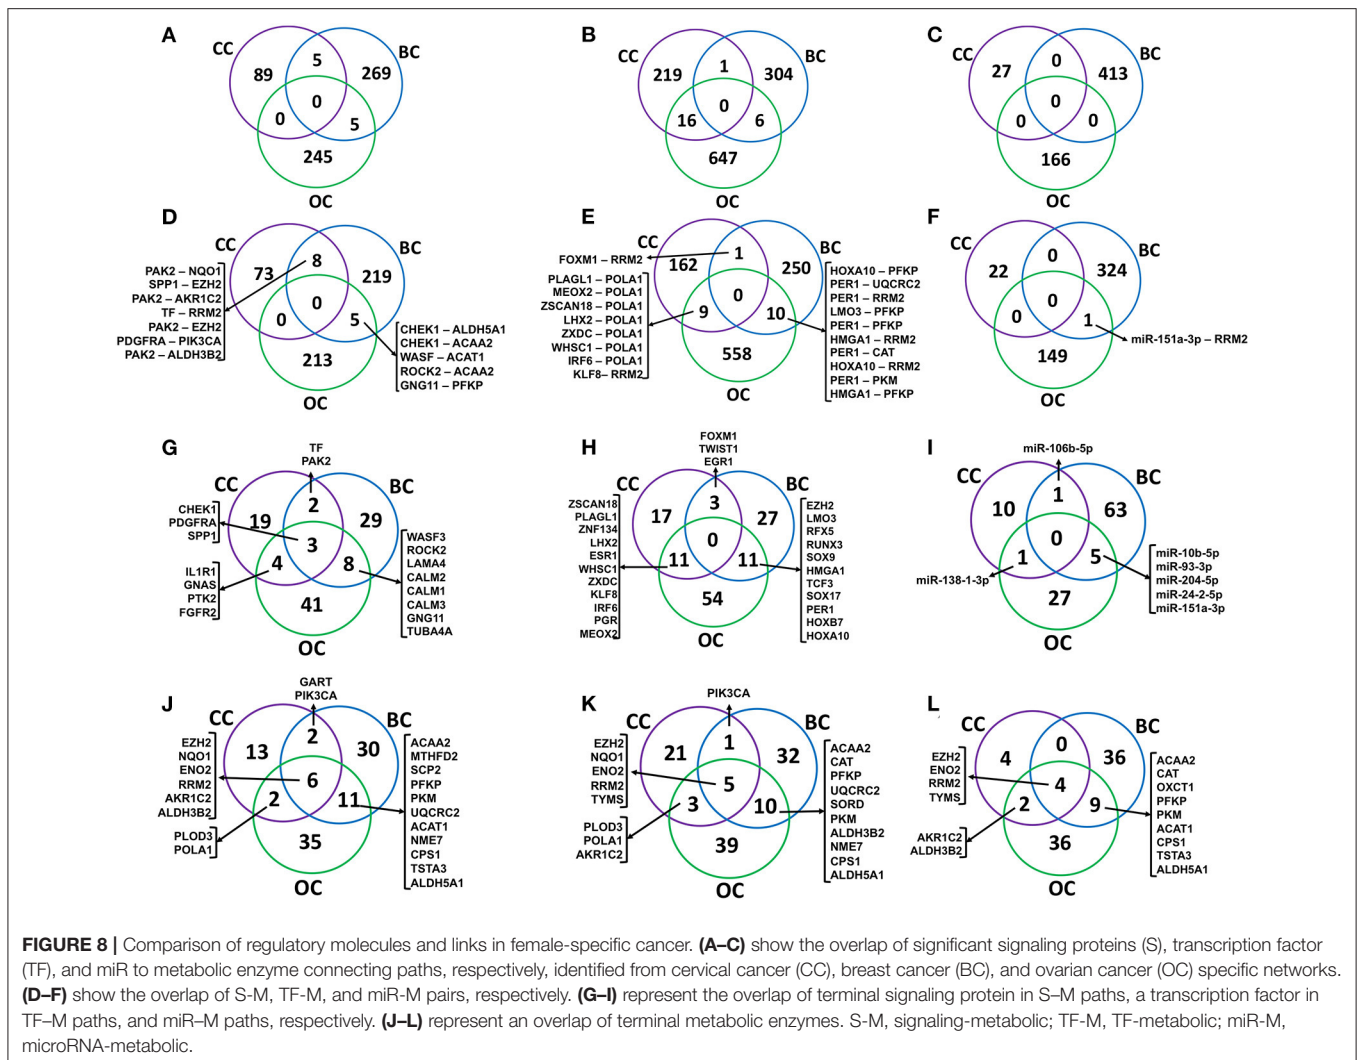 A
CC
BC
89
5
269
0
0
5
245
OC
B
CC
BC
219
1
304
0
16
6
647
OC
C
CC
BC
27
0
413
0
0
0
166
OC
D
CC
BC
73
8
219
0
0
5
213
OC
PAK2 – NQO1
SPP1 – EZH2
PAK2 – AKR1C2
TF – RRM2
PAK2 – EZH2
PDGFRA – PIK3CA
PAK2 – ALDH3B2
CHEK1 – ALDH5A1
CHEK1 – ACAA2
WASF – ACAT1
ROCK2 – ACAA2
GNG11 – PFKP
E
CC
BC
162
1
250
0
9
10
558
OC
FOXM1 – RRM2
PLAGL1 – POLA1
MEOX2 – POLA1
ZSCAN18 – POLA1
LHX2 – POLA1
ZXDC – POLA1
WHSC1 – POLA1
IRF6 – POLA1
KLF8– RRM2
HOXA10 – PFKP
PER1 – UQCRC2
PER1 – RRM2
LMO3 – PFKP
PER1 – PFKP
HMGA1 – RRM2
PER1 – CAT
HOXA10 – RRM2
PER1 – PKM
HMGA1 – PFKP
F
CC
BC
22
0
324
0
0
1
149
OC
miR-151a-3p – RRM2
G
TF
PAK2
CC
BC
19
2
29
3
4
8
41
OC
CHEK1
PDGFRA
SPP1
IL1R1
GNAS
PTK2
FGFR2
WASF3
ROCK2
LAMA4
CALM2
CALM1
CALM3
GNG11
TUBA4A
H
FOXM1
TWIST1
EGR1
CC
BC
17
3
27
0
11
11
54
OC
ZSCAN18
PLAGL1
ZNF134
LHX2
ESR1
WHSC1
ZXDC
KLF8
IRF6
PGR
MEOX2
EZH2
LMO3
RFX5
RUNX3
SOX9
HMGA1
TCF3
SOX17
PER1
HOXB7
HOXA10
I
miR-106b-5p
CC
BC
10
1
63
0
1
5
27
OC
miR-138-1-3p
miR-10b-5p
miR-93-3p
miR-204-5p
miR-24-2-5p
miR-151a-3p
J
GART
PIK3CA
CC
BC
13
2
30
6
2
11
35
OC
EZH2
NQO1
ENO2
RRM2
AKR1C2
ALDH3B2
PLOD3
POLA1
ACAA2
MTHFD2
SCP2
PFKP
PKM
UQCRC2
ACAT1
NME7
CPS1
TSTA3
ALDH5A1
K
PIK3CA
CC
BC
21
1
32
5
3
10
39
OC
EZH2
NQO1
ENO2
RRM2
TYMS
PLOD3
POLA1
AKR1C2
ACAA2
CAT
PFKP
UQCRC2
SORD
PKM
ALDH3B2
NME7
CPS1
ALDH5A1
L
CC
BC
4
0
36
4
2
9
36
OC
EZH2
ENO2
RRM2
TYMS
AKR1C2
ALDH3B2
ACAA2
CAT
OXCT1
PFKP
PKM
ACAT1
CPS1
TSTA3
ALDH5A1
FIGURE 8 | Comparison of regulatory molecules and links in female-specific cancer. (A–C) show the overlap of significant signaling proteins (S), transcription factor
(TF), and miR to metabolic enzyme connecting paths, respectively, identified from cervical cancer (CC), breast cancer (BC), and ovarian cancer (OC) specific networks.
(D–F) show the overlap of S-M, TF-M, and miR-M pairs, respectively. (G–I) represent the overlap of terminal signaling protein in S–M paths, a transcription factor in
TF–M paths, and miR–M paths, respectively. (J–L) represent an overlap of terminal metabolic enzymes. S-M, signaling-metabolic; TF-M, TF-metabolic; miR-M,
microRNA-metabolic.